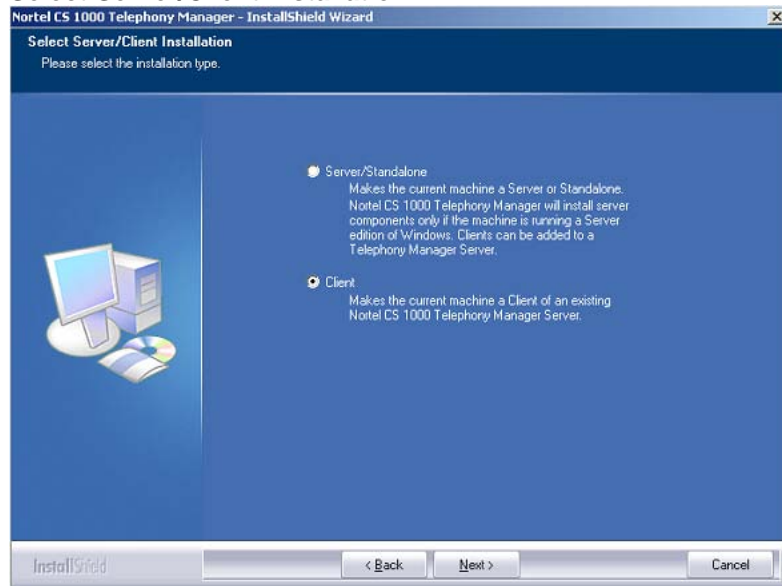 Nortel CS 1000 Telephony Manager - InstallShield Wizard
Select Server/Client Installation
Please select the installation type.
Server/Standalone
Makes the current machine a Server or Standalone.
Nortel CS 1000 Telephony Manager will install server
components only if the machine is running a Server
edition of Windows. Clients can be added to a
Telephony Manager Server.
Client
Makes the current machine a Client of an existing
Nortel CS 1000 Telephony Manager Server.
InstallShield
< Back
Next >
Cancel